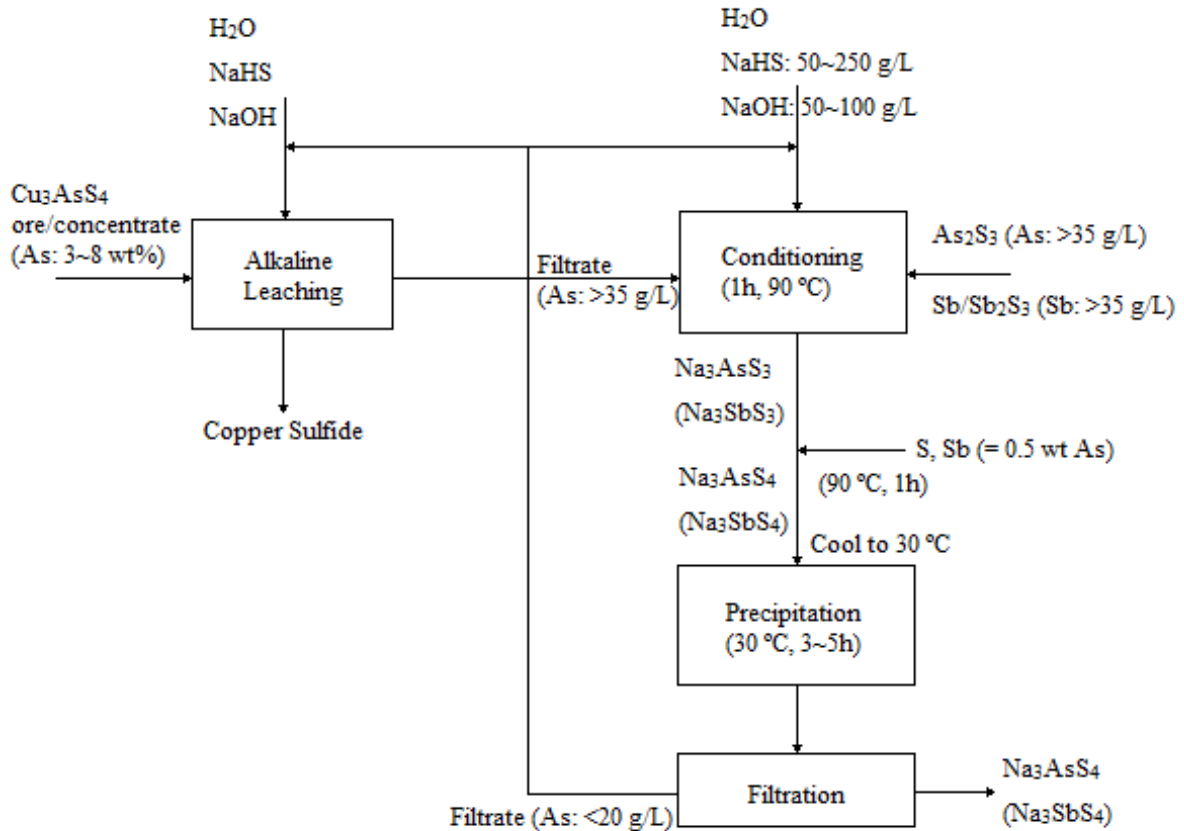 H₂O
NaHS
NaOH
H₂O
NaHS: 50~250 g/L
NaOH: 50~100 g/L
Cu₃AsS₄
ore/concentrate
(As: 3~8 wt%)
Alkaline
Leaching
Filtrate
(As: >35 g/L)
Conditioning
(1h, 90 °C)
As₂S₃ (As: >35 g/L)
Sb/Sb₂S₃ (Sb: >35 g/L)
Copper Sulfide
Na₃AsS₃
(Na₃SbS₃)
S, Sb (= 0.5 wt As)
(90 °C, 1h)
Na₃AsS₄
(Na₃SbS₄)
Cool to 30 °C
Precipitation
(30 °C, 3~5h)
Filtration
Na₃AsS₄
(Na₃SbS₄)
Filtrate (As: <20 g/L)